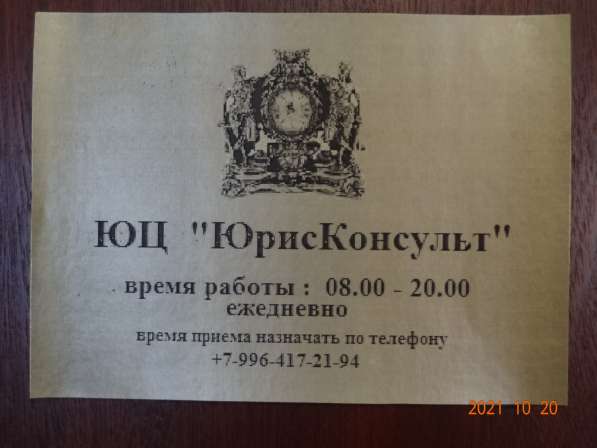 ЮЦ "ЮрисКонсульт"
время работы : 08.00 - 20.00
ежедневно
время приема назначать по телефону
+7-996-417-21-94
2021 10 20